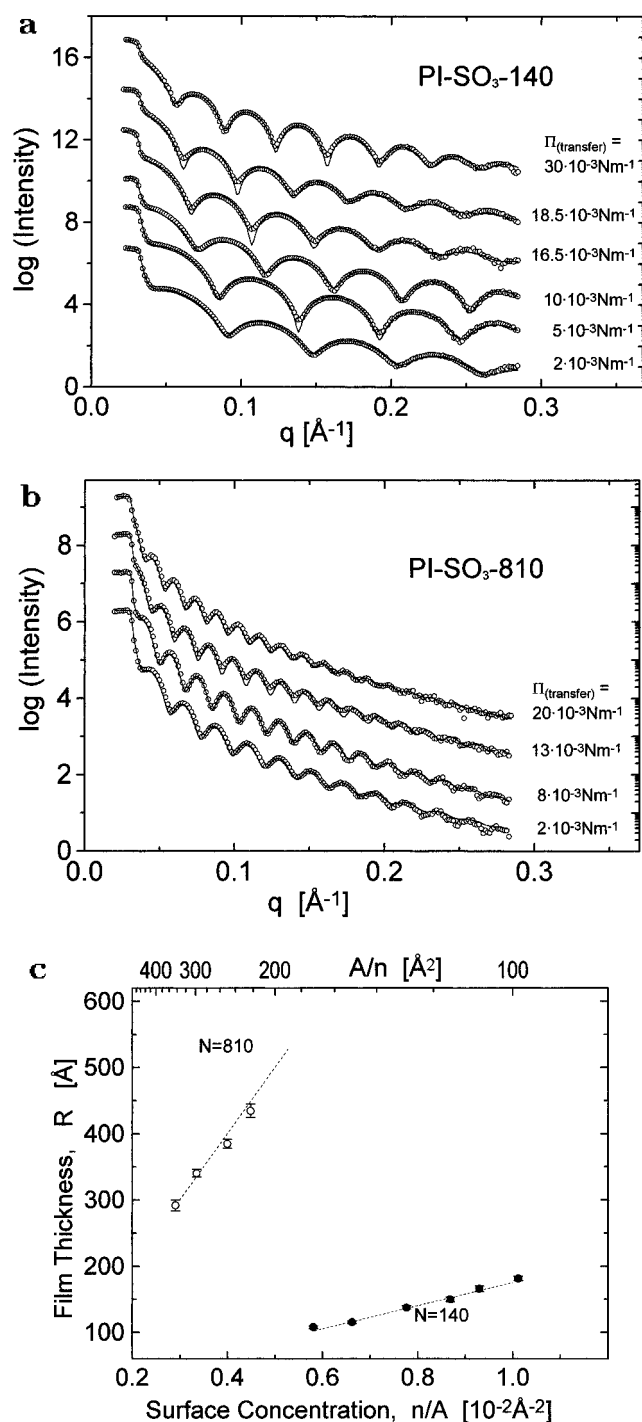 a
PI-SO₃-140
Π(transfer) =
30·10-3Nm-1
18.5·10-3Nm-1
16.5·10-3Nm-1
10·10-3Nm-1
5·10-3Nm-1
2·10-3Nm-1
log (Intensity)
16
12
8
4
0
0.0 0.1 0.2 0.3
q [Å-1]
b
PI-SO₃-810
Π(transfer) =
20·10-3Nm-1
13·10-3Nm-1
8·10-3Nm-1
2·10-3Nm-1
log (Intensity)
8
6
4
2
0
0.0 0.1 0.2 0.3
q [Å-1]
c
A/n [Å2]
400 300 200 100
N=810
N=140
Film Thickness, R [Å]
600
500
400
300
200
100
0.2 0.4 0.6 0.8 1.0
Surface Concentration, n/A [10-2Å-2]